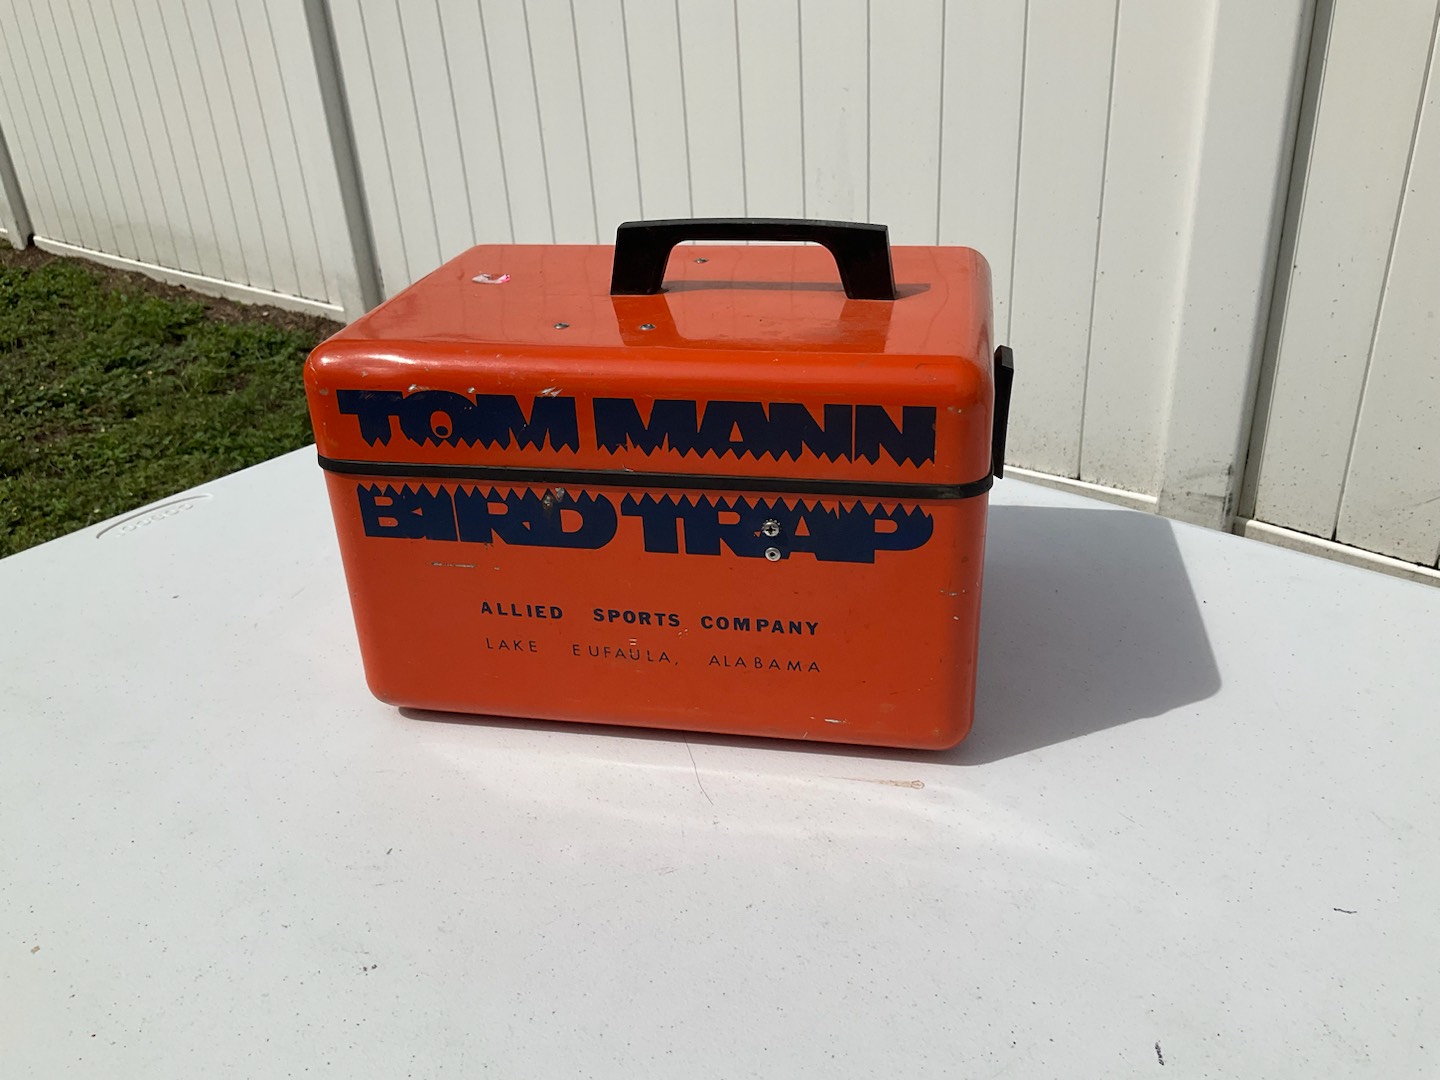 TOM MANN
BIRD TRAP
ALLIED SPORTS COMPANY
LAKE EUFAULA, ALABAMA